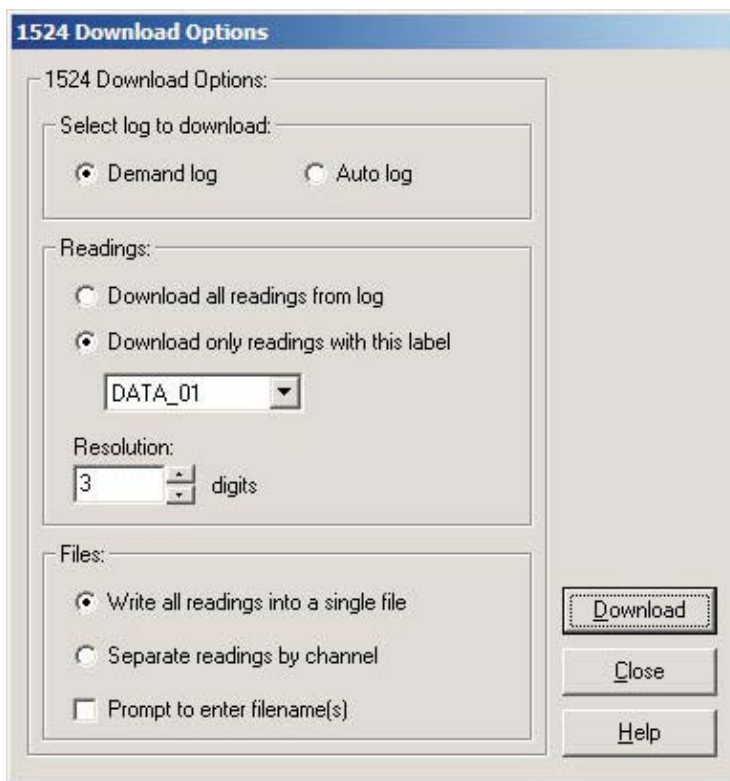 1524 Download Options
1524 Download Options:
Select log to download:
Demand log Auto log
Readings:
Download all readings from log
Download only readings with this label
DATA_01
Resolution:
3 digits
Files:
Write all readings into a single file
Separate readings by channel
Prompt to enter filename(s)
Download
Close
Help